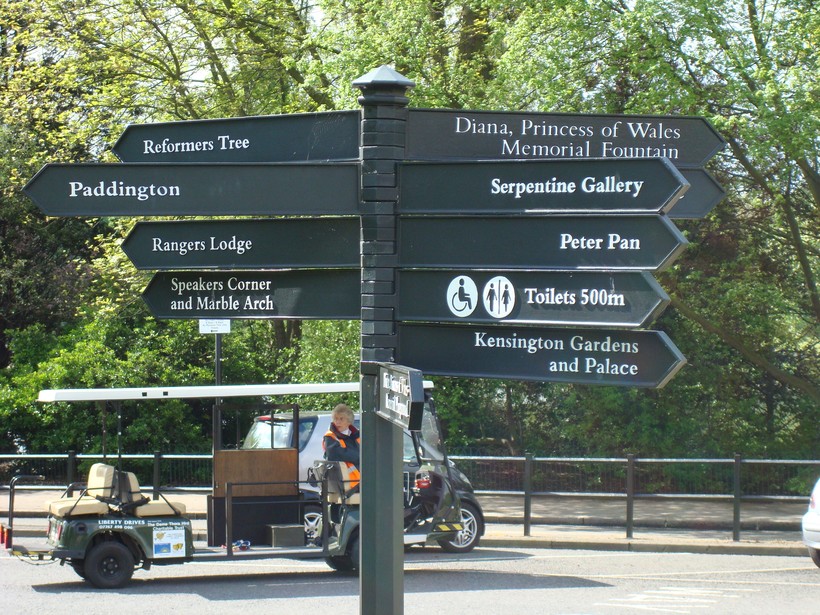 Reformers Tree
Paddington
Rangers Lodge
Speakers Corner
and Marble Arch
Diana, Princess of Wales
Memorial Fountain
Serpentine Gallery
Peter Pan
Toilets 500m
Kensington Gardens
and Palace
LIBERTY DRIVES